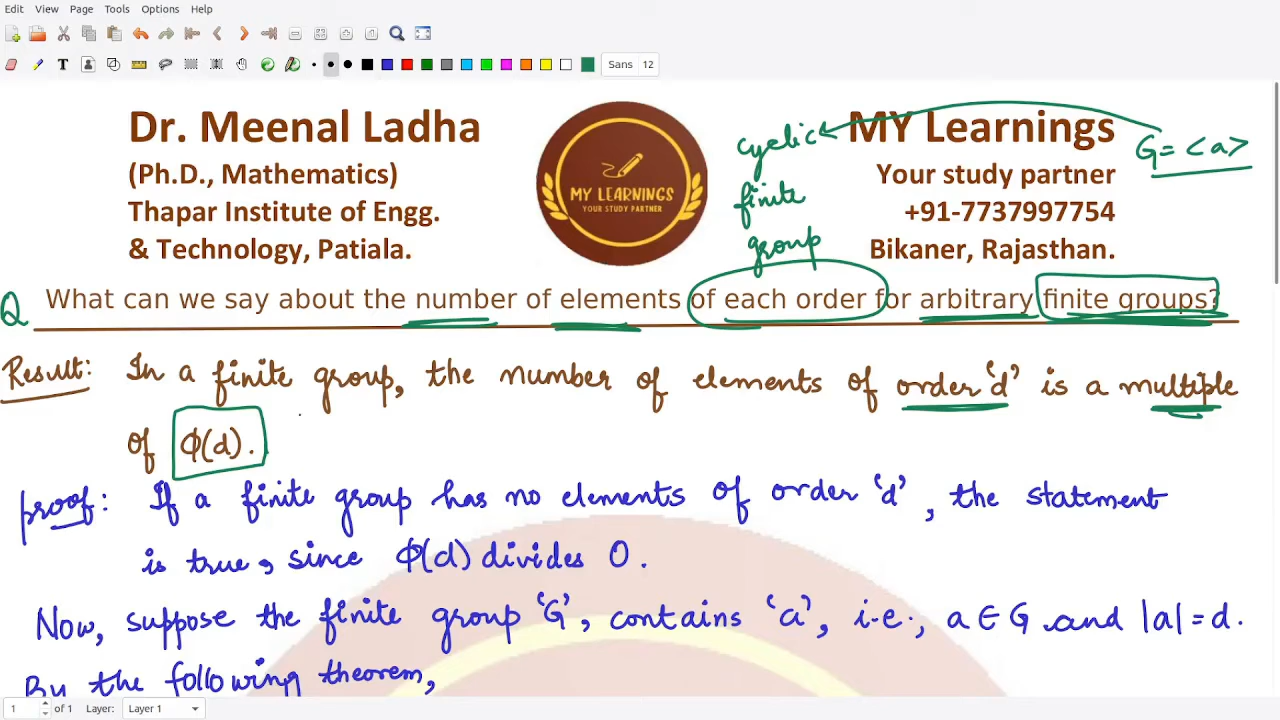 Edit View Page Tools Options Help
Sans 12
Dr. Meenal Ladha
(Ph.D., Mathematics)
Thapar Institute of Engg.
& Technology, Patiala.
MY LEARNINGS
YOUR STUDY PARTNER
cyclic
finite
group
MY Learnings
Your study partner
+91-7737997754
Bikaner, Rajasthan.
G = <a>
Q What can we say about the number of elements of each order for arbitrary finite groups?
Result: In a finite group, the number of elements of order 'd' is a multiple
of Φ(d).
proof: If a finite group has no elements of order 'd', the statement
is true, since Φ(d) divides 0.
Now, suppose the finite group 'G', contains 'a', i.e., a ∈ G and |a| = d.
By the following theorem,
1 of 1 Layer: Layer 1